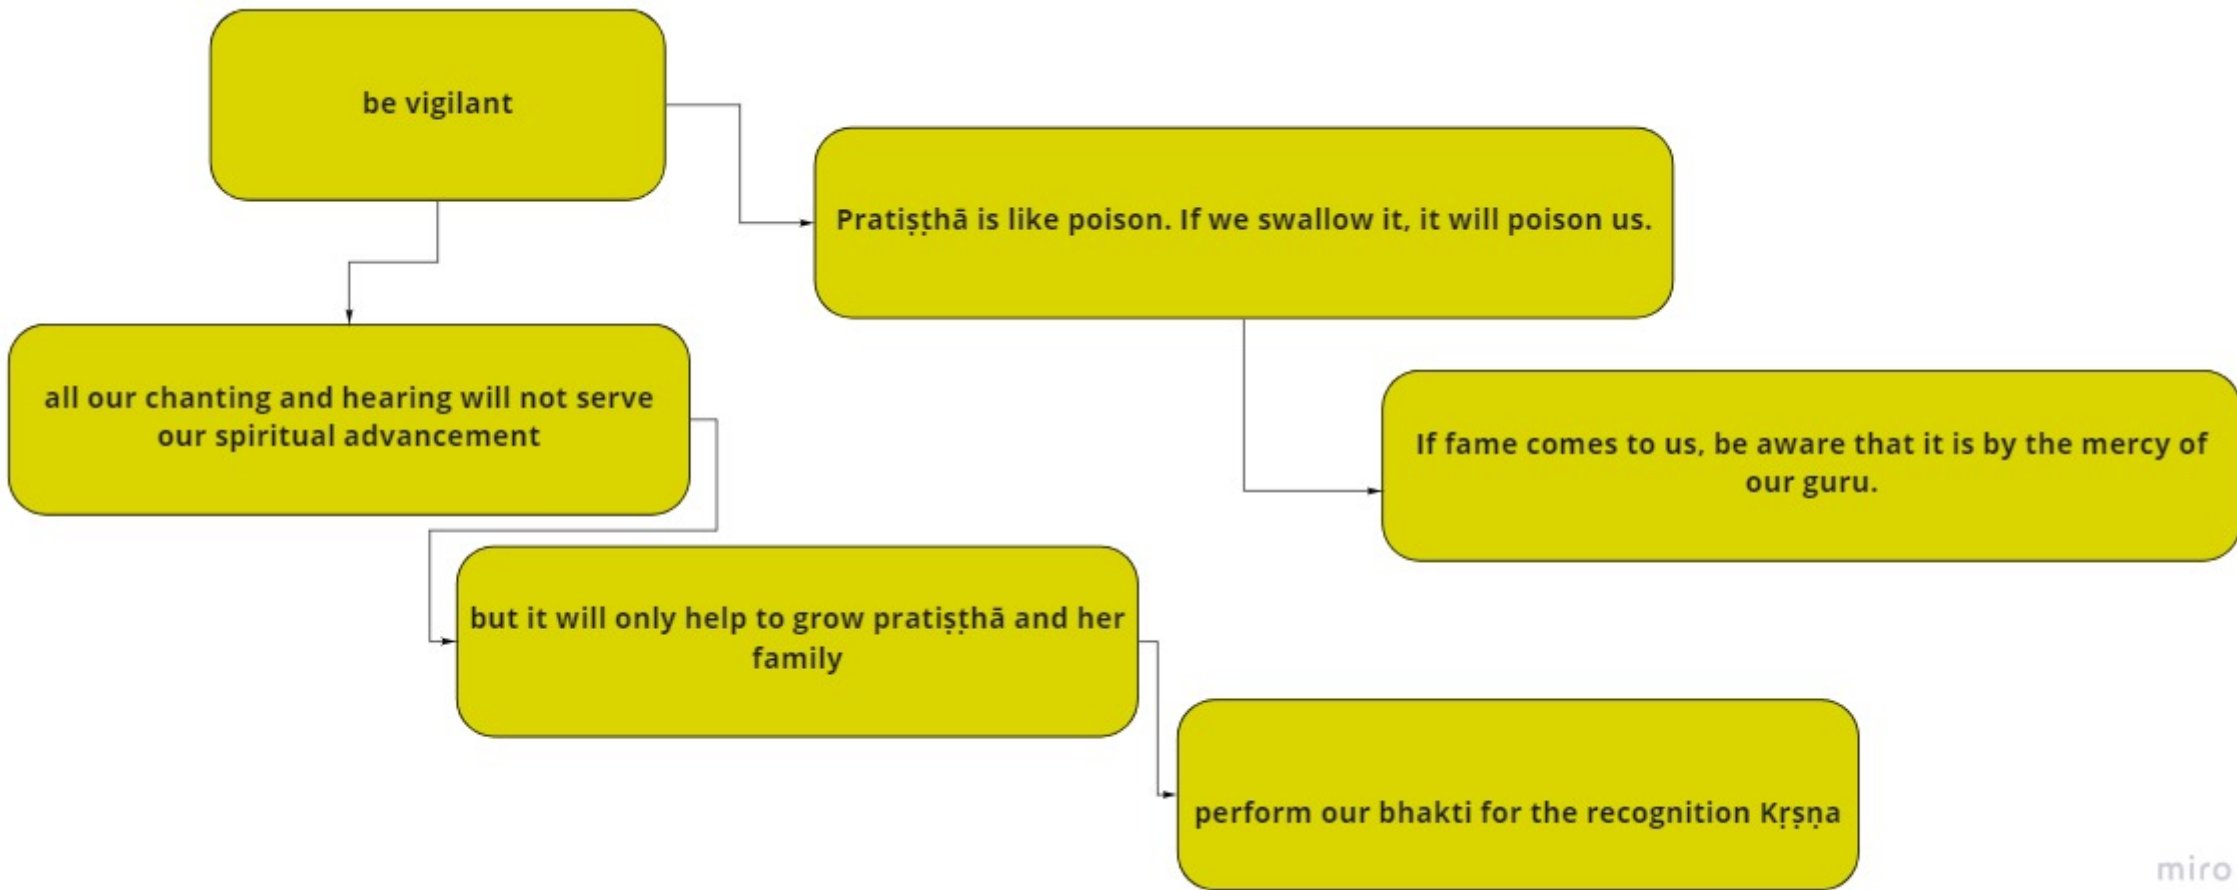 be vigilant
Pratiṣṭhā is like poison. If we swallow it, it will poison us.
all our chanting and hearing will not serve
our spiritual advancement
If fame comes to us, be aware that it is by the mercy of
our guru.
but it will only help to grow pratiṣṭhā and her
family
perform our bhakti for the recognition Kṛṣṇa
miro